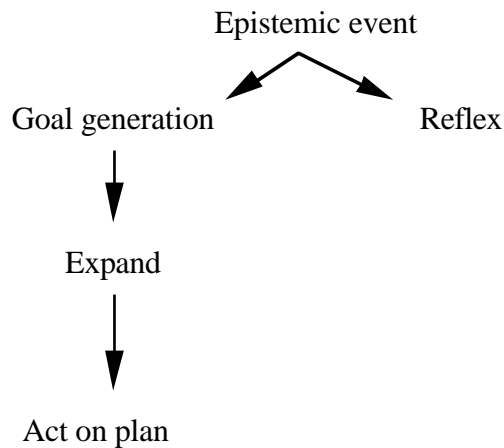 Epistemic event
Goal generation
Reflex
Expand
Act on plan